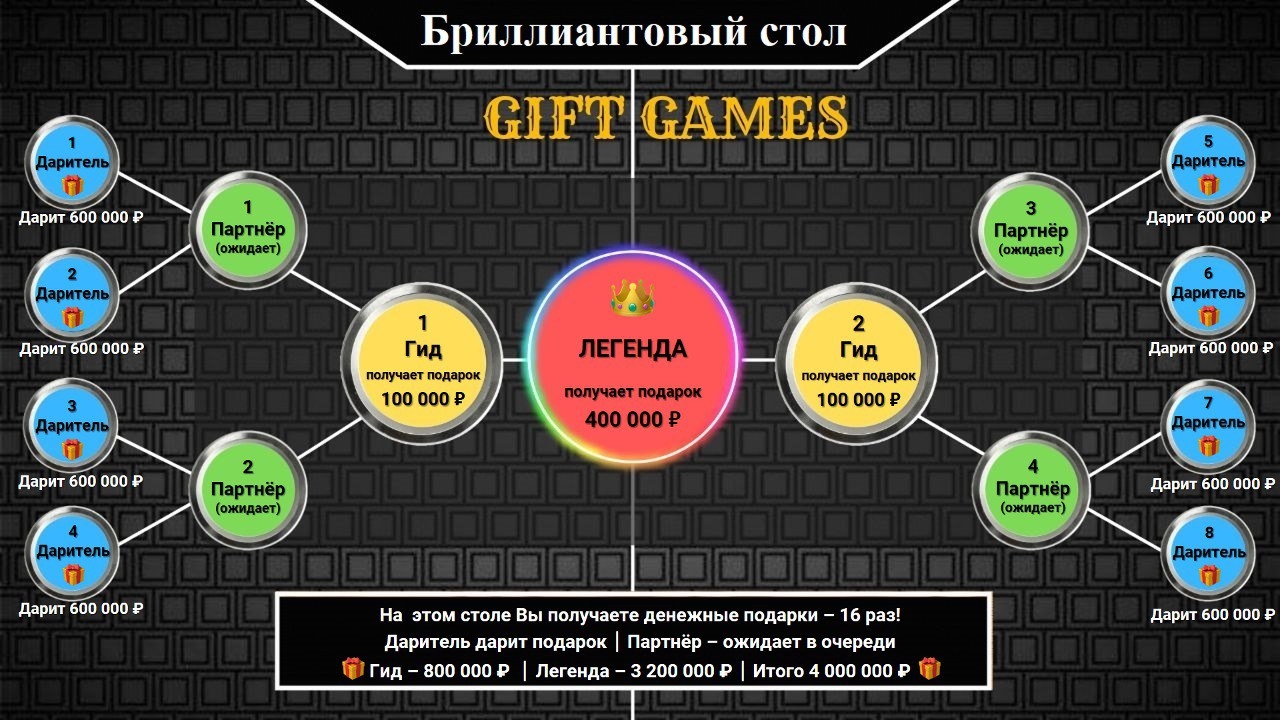 Бриллиантовый стол
GIFT GAMES
1
Даритель
Дарит 600 000 ₽
2
Даритель
Дарит 600 000 ₽
3
Даритель
Дарит 600 000 ₽
4
Даритель
Дарит 600 000 ₽
1
Партнёр
(ожидает)
2
Партнёр
(ожидает)
1
Гид
получает подарок
100 000 ₽
ЛЕГЕНДА
получает подарок
400 000 ₽
2
Гид
получает подарок
100 000 ₽
3
Партнёр
(ожидает)
4
Партнёр
(ожидает)
5
Даритель
Дарит 600 000 ₽
6
Даритель
Дарит 600 000 ₽
7
Даритель
Дарит 600 000 ₽
8
Даритель
Дарит 600 000 ₽
На этом столе Вы получаете денежные подарки – 16 раз!
Даритель дарит подарок | Партнёр – ожидает в очереди
Гид – 800 000 ₽ | Легенда – 3 200 000 ₽ | Итого 4 000 000 ₽